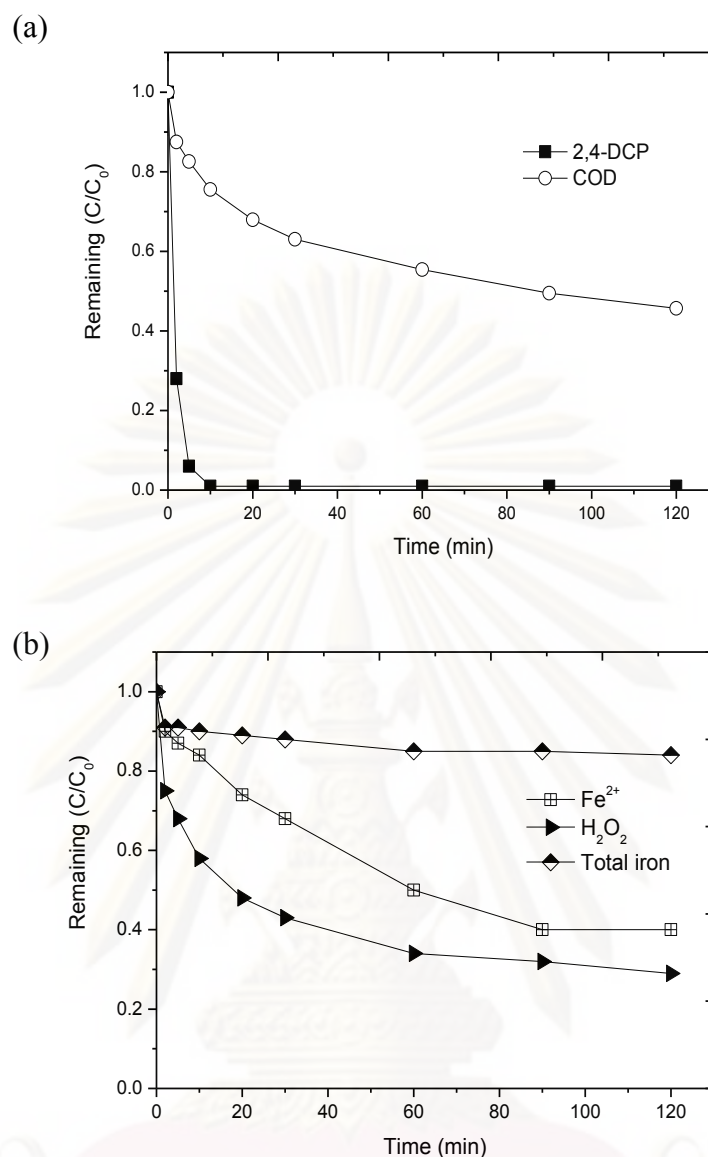 (a)
1.0
0.8
0.6
0.4
0.2
0.0
Remaining (C/C₀)
2,4-DCP
COD
0 20 40 60 80 100 120
Time (min)
(b)
1.0
0.8
0.6
0.4
0.2
0.0
Remaining (C/C₀)
Fe²⁺
H₂O₂
Total iron
0 20 40 60 80 100 120
Time (min)